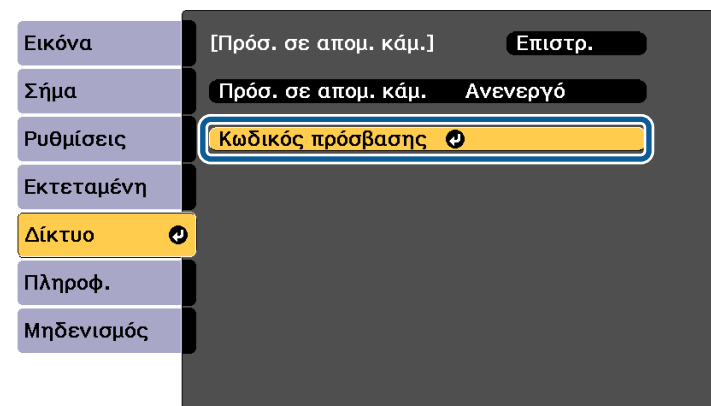 Εικόνα
Σήμα
Ρυθμίσεις
Εκτεταμένη
Δίκτυο
Πληροφ.
Μηδενισμός
[Πρόσ. σε απομ. κάμ.] Επιστρ.
Πρόσ. σε απομ. κάμ. Ανενεργό
Κωδικός πρόσβασης